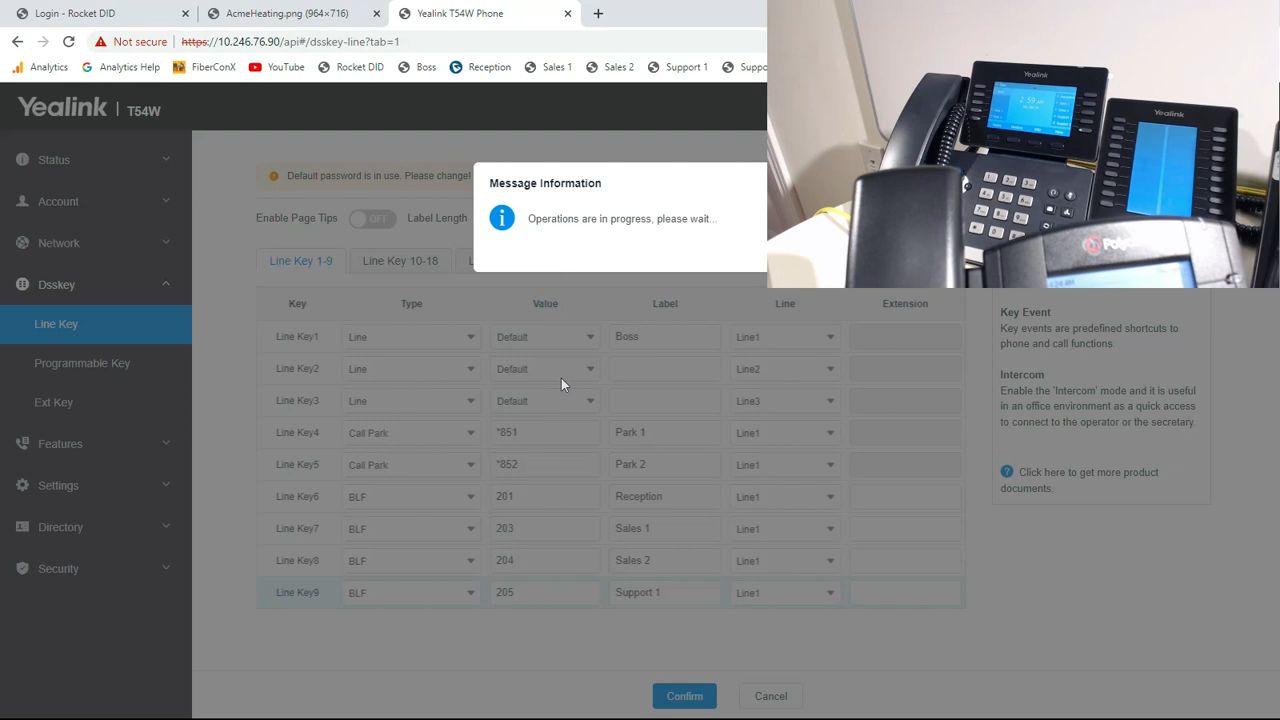 Login - Rocket DID
AcmeHeating.png (964×716)
Yealink T54W Phone
Not secure https://10.246.76.90/api#/dsskey-line?tab=1
Analytics
Analytics Help
FiberConX
YouTube
Rocket DID
Boss
Reception
Sales 1
Sales 2
Support 1
Suppo
Yealink | T54W
Status
Account
Network
Dsskey
Line Key
Programmable Key
Ext Key
Features
Settings
Directory
Security
Default password is in use. Please change!
Enable Page Tips OFF Label Length
Message Information
Operations are in progress, please wait...
Line Key 1-9 Line Key 10-18 L
Key Type Value Label Line Extension
Line Key1 Line Default Boss Line1
Line Key2 Line Default Line2
Line Key3 Line Default Line3
Line Key4 Call Park *851 Park 1 Line1
Line Key5 Call Park *852 Park 2 Line1
Line Key6 BLF 201 Reception Line1
Line Key7 BLF 203 Sales 1 Line1
Line Key8 BLF 204 Sales 2 Line1
Line Key9 BLF 205 Support 1 Line1
Confirm Cancel
Key Event
Key events are predefined shortcuts to
phone and call functions.
Intercom
Enable the 'Intercom' mode and it is useful
in an office environment as a quick access
to connect to the operator or the secretary.
Click here to get more product
documents.
Yealink
2:59
Yealink